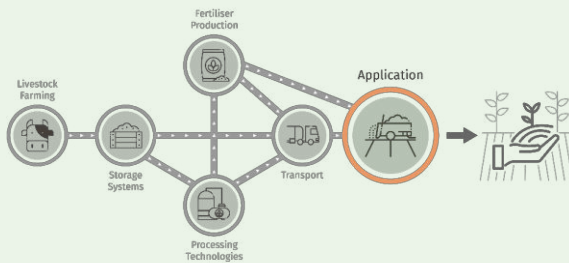 Fertiliser
Production
Application
Livestock
Farming
Storage
Systems
Transport
Processing
Technologies